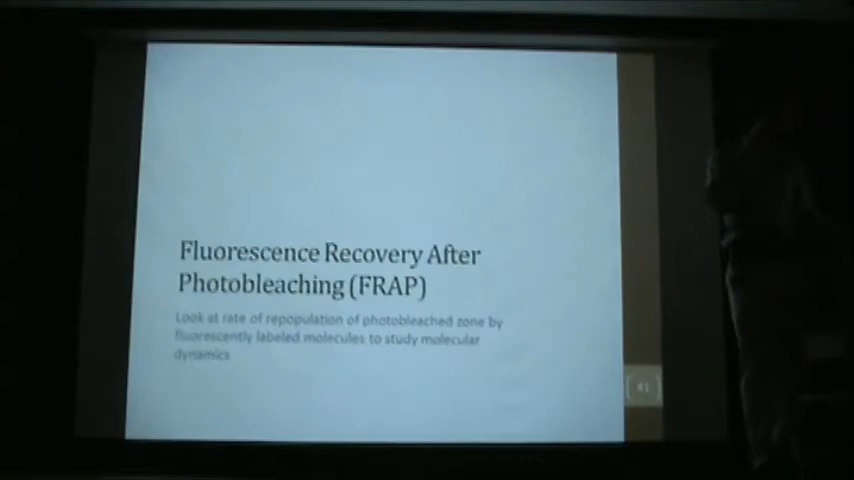 Fluorescence Recovery After
Photobleaching (FRAP)
Look at rate of repopulation of photobleached zone by
fluorescently labeled molecules to study molecular
dynamics